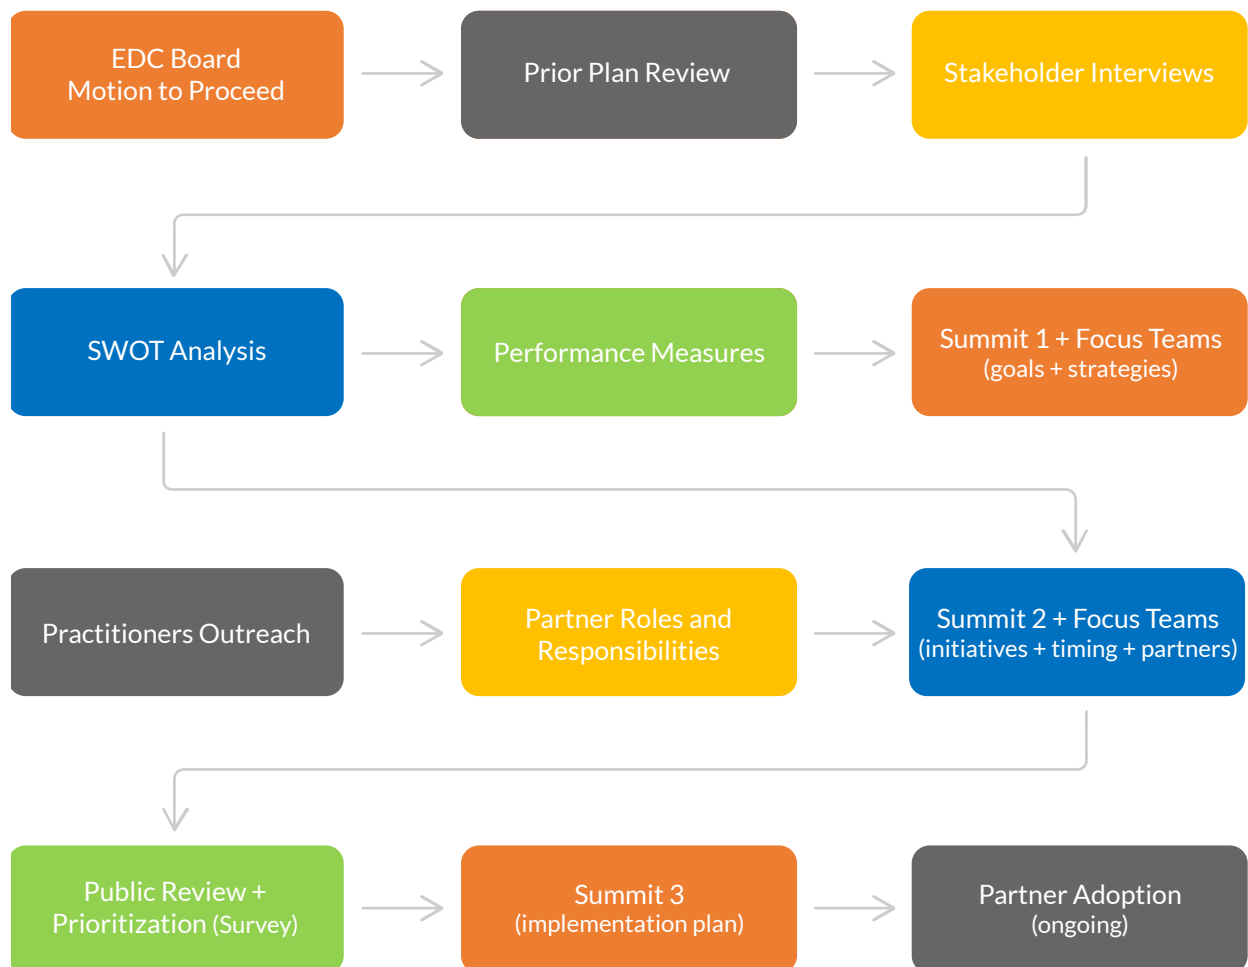 EDC Board
Motion to Proceed
Prior Plan Review
Stakeholder Interviews
SWOT Analysis
Performance Measures
Summit 1 + Focus Teams
(goals + strategies)
Practitioners Outreach
Partner Roles and
Responsibilities
Summit 2 + Focus Teams
(initiatives + timing + partners)
Public Review +
Prioritization (Survey)
Summit 3
(implementation plan)
Partner Adoption
(ongoing)